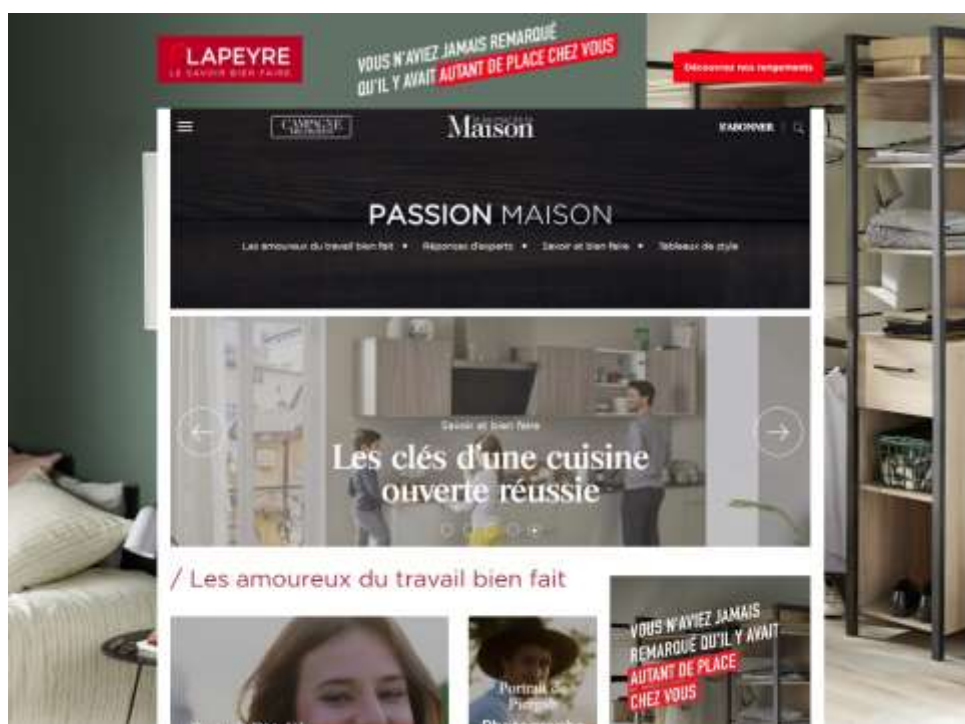 LAPEYRE
LE SAVOIR BIEN FAIRE.
VOUS N'AVIEZ JAMAIS REMARQUÉ
QU'IL Y AVAIT AUTANT DE PLACE CHEZ VOUS
Découvrez nos rangements
CAMPAGNE
Maison
S'ABONNER
PASSION MAISON
Les amoureux du travail bien fait • Réponses d'experts • Savoir et bien faire • Tableaux de style
Savoir et bien faire
Les clés d'une cuisine
ouverte réussie
/ Les amoureux du travail bien fait
Portrait de
VOUS N'AVIEZ JAMAIS
REMARQUÉ QU'IL Y AVAIT
AUTANT DE PLACE
CHEZ VOUS